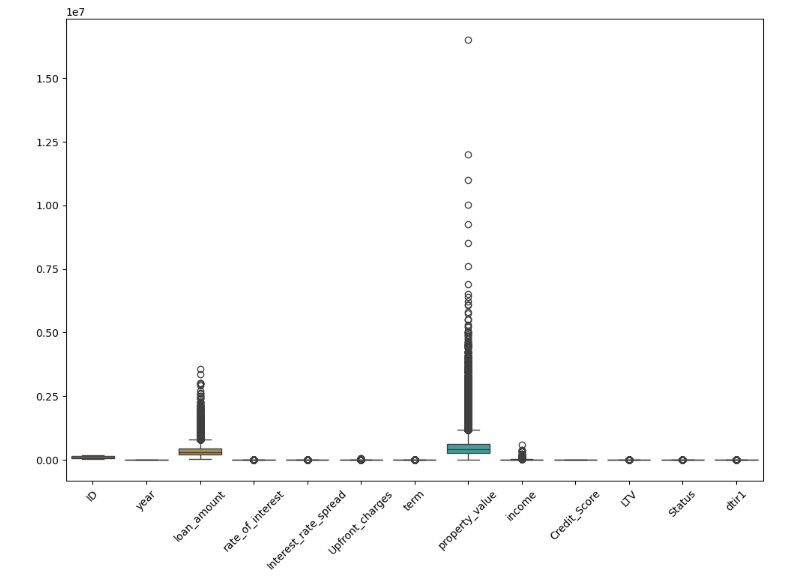 1e7
1.50
1.25
1.00
0.75
0.50
0.25
0.00
ID
year
loan_amount
rate_of_interest
Interest_rate_spread
Upfront_charges
term
property_value
income
Credit_Score
LTV
Status
dtir1